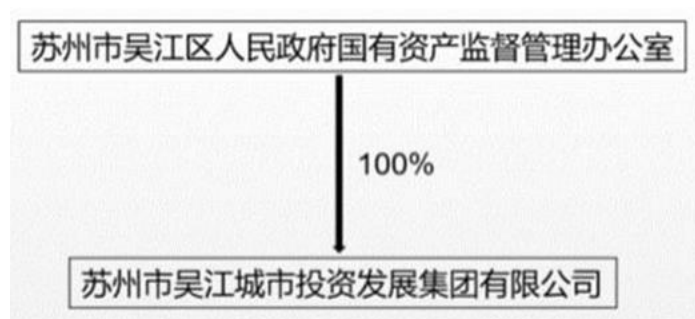 苏州市吴江区人民政府国有资产监督管理办公室
100%
苏州市吴江城市投资发展集团有限公司